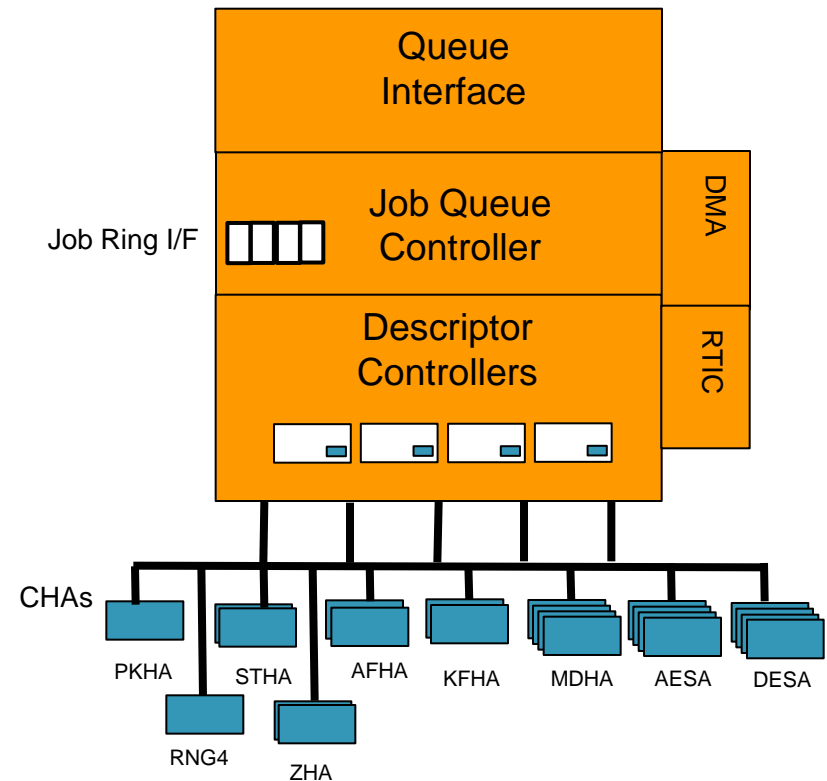 Queue
Interface
Job Ring I/F
Job Queue
Controller
DMA
Descriptor
Controllers
RTIC
CHAs
PKHA
STHA
AFHA
KFHA
MDHA
AESA
DESA
RNG4
ZHA